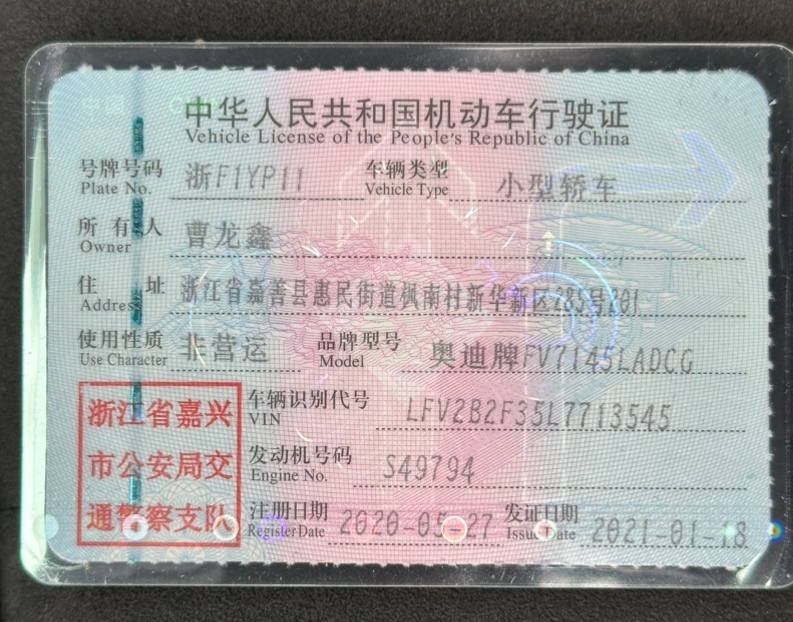 中华人民共和国机动车行驶证
Vehicle License of the People's Republic of China
号牌号码 浙F1YP11 车辆类型 小型轿车
Plate No. Vehicle Type
所有人 曹龙鑫
Owner
住址 浙江省嘉善县惠民街道枫南村新华新区285号201
Address
使用性质 非营运 品牌型号 奥迪牌FV7145LADCG
Use Character Model
浙江省嘉兴 车辆识别代号 LFV2B2F35L7713545
VIN
市公安局交 发动机号码 S49794
Engine No.
通警察支队 注册日期 2020-05-27 发证日期 2021-01-18
Register Date Issue Date